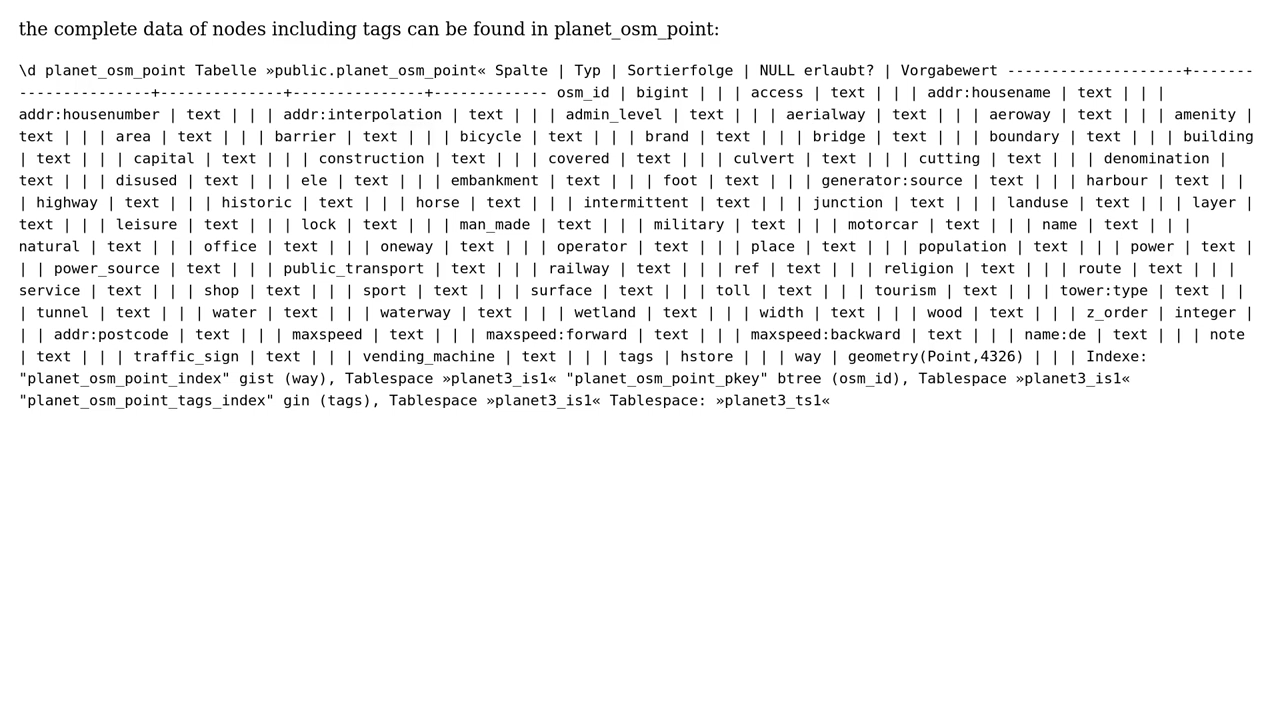 the complete data of nodes including tags can be found in planet_osm_point:
\d planet_osm_point Tabelle »public.planet_osm_point« Spalte | Typ | Sortierfolge | NULL erlaubt? | Vorgabewert --------------------+------
-----------------+--------------+---------------+------------- osm_id | bigint | | | access | text | | | addr:housename | text | | |
addr:housenumber | text | | | addr:interpolation | text | | | admin_level | text | | | aerialway | text | | | aeroway | text | | | amenity |
text | | | area | text | | | barrier | text | | | bicycle | text | | | brand | text | | | bridge | text | | | boundary | text | | | building
| text | | | capital | text | | | construction | text | | | covered | text | | | culvert | text | | | cutting | text | | | denomination |
text | | | disused | text | | | ele | text | | | embankment | text | | | foot | text | | | generator:source | text | | | harbour | text | |
| highway | text | | | historic | text | | | horse | text | | | intermittent | text | | | junction | text | | | landuse | text | | | layer |
text | | | leisure | text | | | lock | text | | | man_made | text | | | military | text | | | motorcar | text | | | name | text | | |
natural | text | | | office | text | | | oneway | text | | | operator | text | | | place | text | | | population | text | | | power | text |
| | power_source | text | | | public_transport | text | | | railway | text | | | ref | text | | | religion | text | | | route | text | | |
service | text | | | shop | text | | | sport | text | | | surface | text | | | toll | text | | | tourism | text | | | tower:type | text | |
| tunnel | text | | | water | text | | | waterway | text | | | wetland | text | | | width | text | | | wood | text | | | z_order | integer |
| | addr:postcode | text | | | maxspeed | text | | | maxspeed:forward | text | | | maxspeed:backward | text | | | name:de | text | | | note
| text | | | traffic_sign | text | | | vending_machine | text | | | tags | hstore | | | way | geometry(Point,4326) | | | Indexe:
"planet_osm_point_index" gist (way), Tablespace »planet3_is1« "planet_osm_point_pkey" btree (osm_id), Tablespace »planet3_is1«
"planet_osm_point_tags_index" gin (tags), Tablespace »planet3_is1« Tablespace: »planet3_ts1«